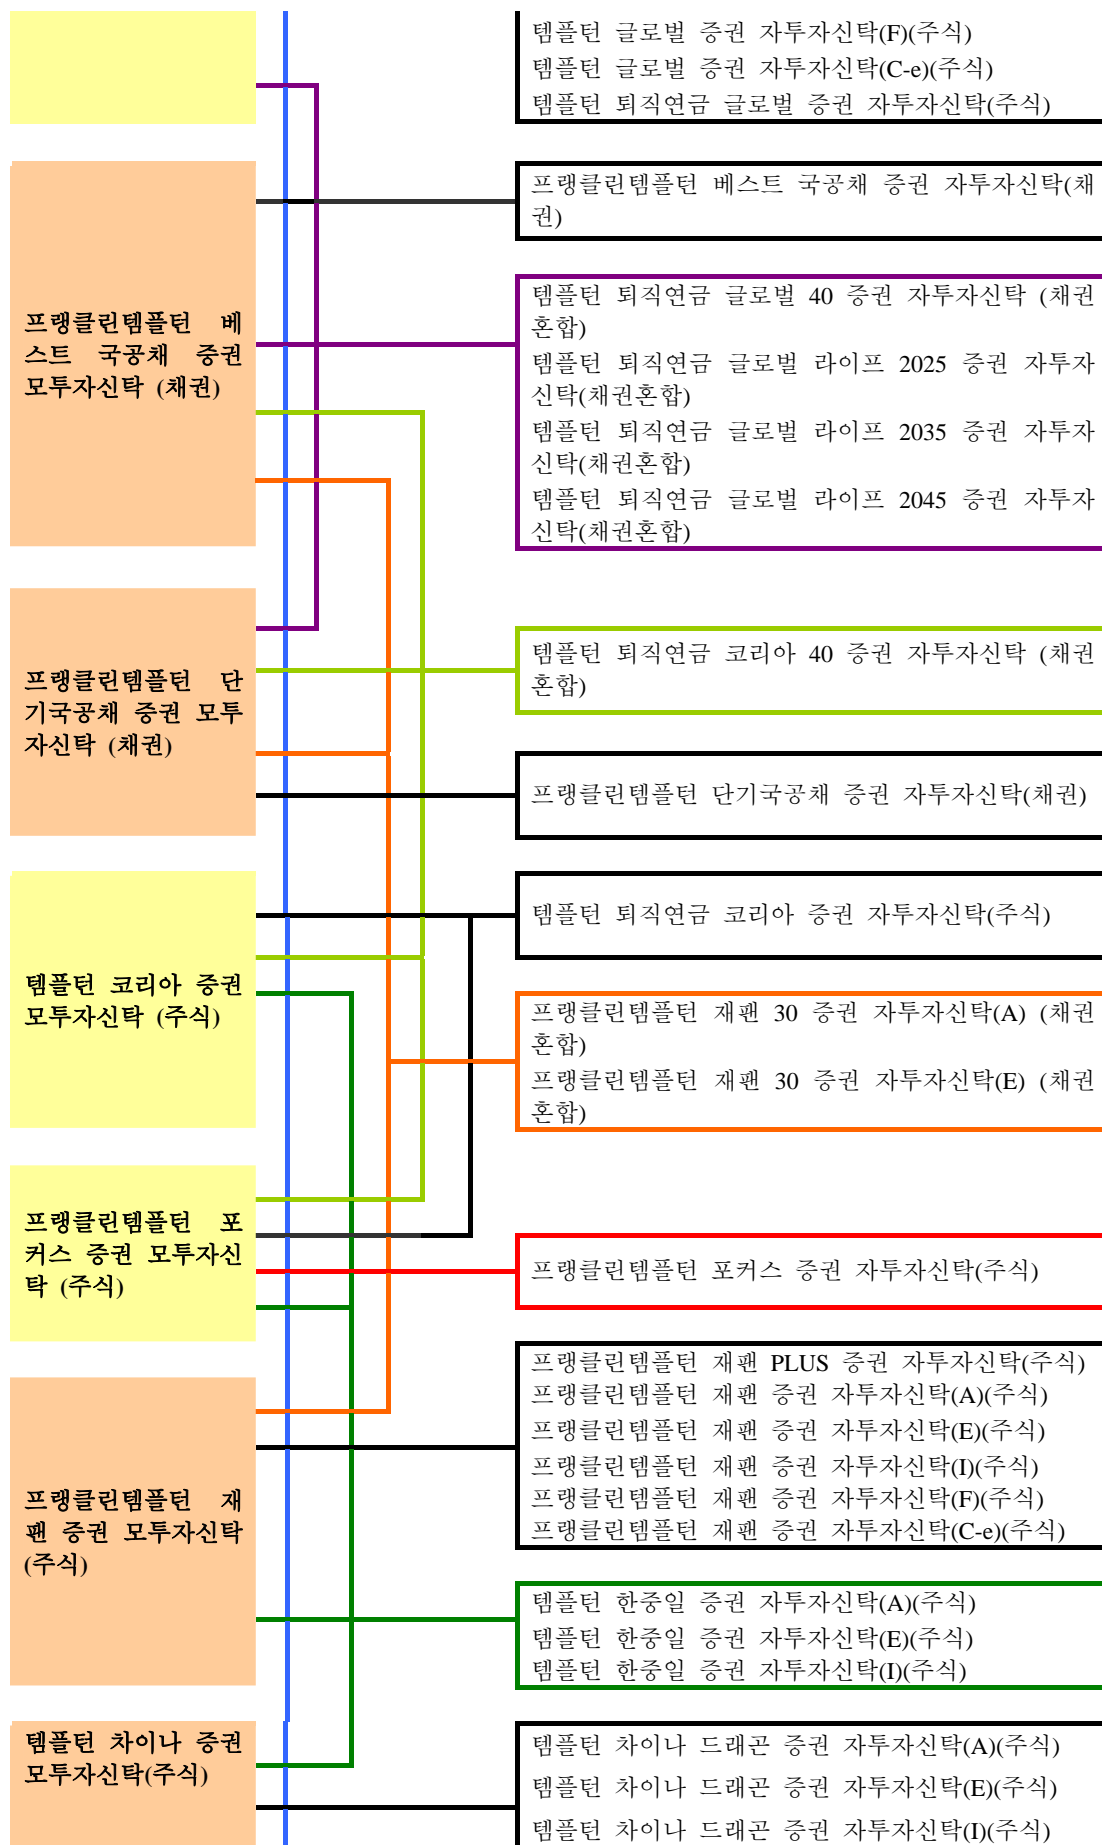 템플턴 글로벌 증권 자투자신탁(F)(주식)
템플턴 글로벌 증권 자투자신탁(C-e)(주식)
템플턴 퇴직연금 글로벌 증권 자투자신탁(주식)
프랭클린템플턴 베스트 국공채 증권 자투자신탁(채
권)
프랭클린템플턴 베
스트 국공채 증권
모투자신탁 (채권)
템플턴 퇴직연금 글로벌 40 증권 자투자신탁 (채권
혼합)
템플턴 퇴직연금 글로벌 라이프 2025 증권 자투자
신탁(채권혼합)
템플턴 퇴직연금 글로벌 라이프 2035 증권 자투자
신탁(채권혼합)
템플턴 퇴직연금 글로벌 라이프 2045 증권 자투자
신탁(채권혼합)
프랭클린템플턴 단
기국공채 증권 모투
자신탁 (채권)
템플턴 퇴직연금 코리아 40 증권 자투자신탁 (채권
혼합)
프랭클린템플턴 단기국공채 증권 자투자신탁(채권)
템플턴 코리아 증권
모투자신탁 (주식)
템플턴 퇴직연금 코리아 증권 자투자신탁(주식)
프랭클린템플턴 재팬 30 증권 자투자신탁(A) (채권
혼합)
프랭클린템플턴 재팬 30 증권 자투자신탁(E) (채권
혼합)
프랭클린템플턴 포
커스 증권 모투자신
탁 (주식)
프랭클린템플턴 포커스 증권 자투자신탁(주식)
프랭클린템플턴 재
팬 증권 모투자신탁
(주식)
프랭클린템플턴 재팬 PLUS 증권 자투자신탁(주식)
프랭클린템플턴 재팬 증권 자투자신탁(A)(주식)
프랭클린템플턴 재팬 증권 자투자신탁(E)(주식)
프랭클린템플턴 재팬 증권 자투자신탁(I)(주식)
프랭클린템플턴 재팬 증권 자투자신탁(F)(주식)
프랭클린템플턴 재팬 증권 자투자신탁(C-e)(주식)
템플턴 한중일 증권 자투자신탁(A)(주식)
템플턴 한중일 증권 자투자신탁(E)(주식)
템플턴 한중일 증권 자투자신탁(I)(주식)
템플턴 차이나 증권
모투자신탁(주식)
템플턴 차이나 드래곤 증권 자투자신탁(A)(주식)
템플턴 차이나 드래곤 증권 자투자신탁(E)(주식)
템플턴 차이나 드래곤 증권 자투자신탁(I)(주식)